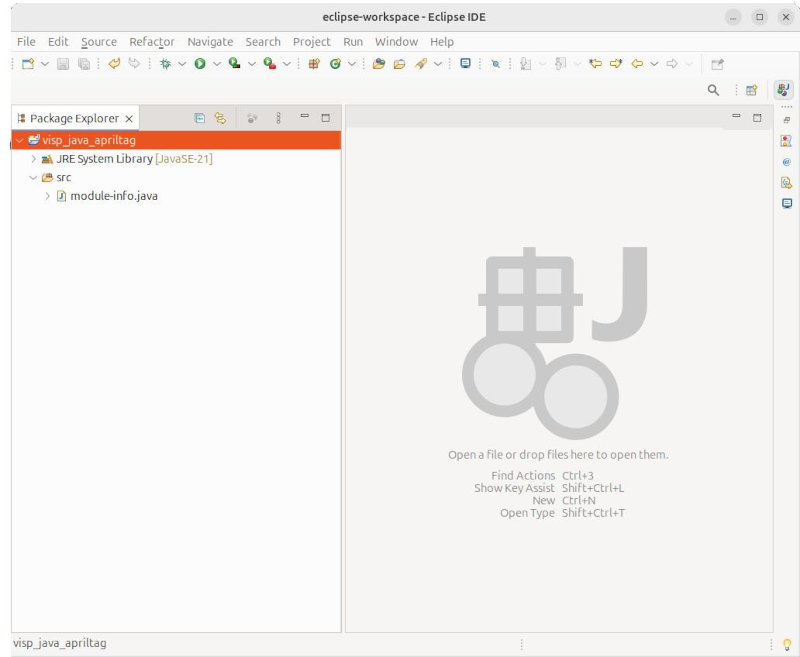 eclipse-workspace - Eclipse IDE
File Edit Source Refactor Navigate Search Project Run Window Help
Package Explorer
visp_java_apriltag
JRE System Library [JavaSE-21]
src
module-info.java
Open a file or drop files here to open them.
Find Actions Ctrl+3
Show Key Assist Shift+Ctrl+L
New Ctrl+N
Open Type Shift+Ctrl+T
visp_java_apriltag